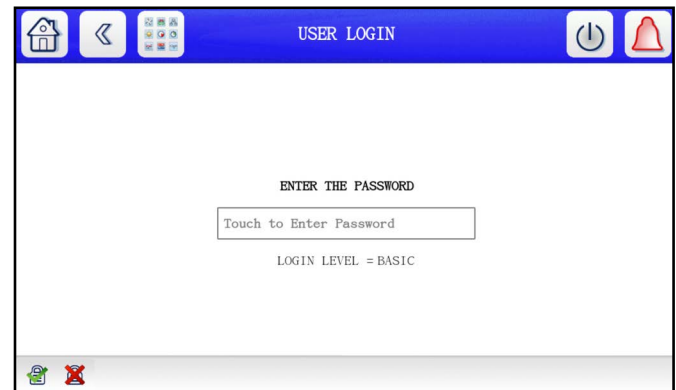 USER LOGIN
ENTER THE PASSWORD
Touch to Enter Password
LOGIN LEVEL = BASIC